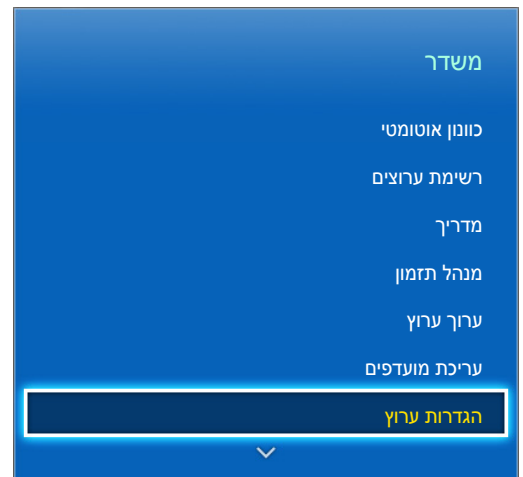 משדר
כוונון אוטומטי
רשימת ערוצים
מדריך
מנהל תזמון
ערוך ערוץ
עריכת מועדפים
הגדרות ערוץ